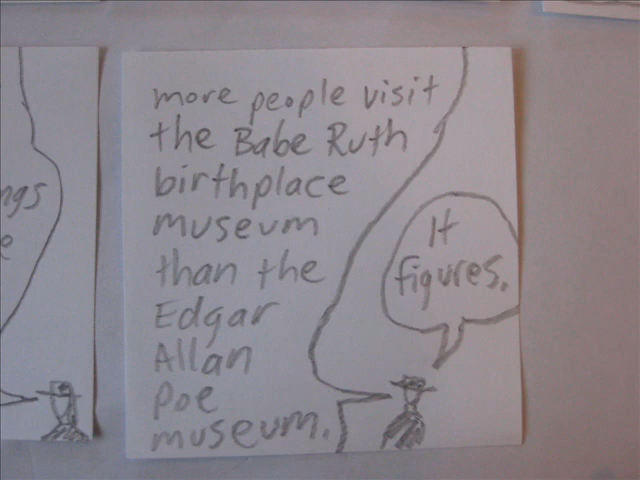 more people visit
the Babe Ruth
birthplace
museum
than the
Edgar
Allan
Poe
museum.
It
figures.